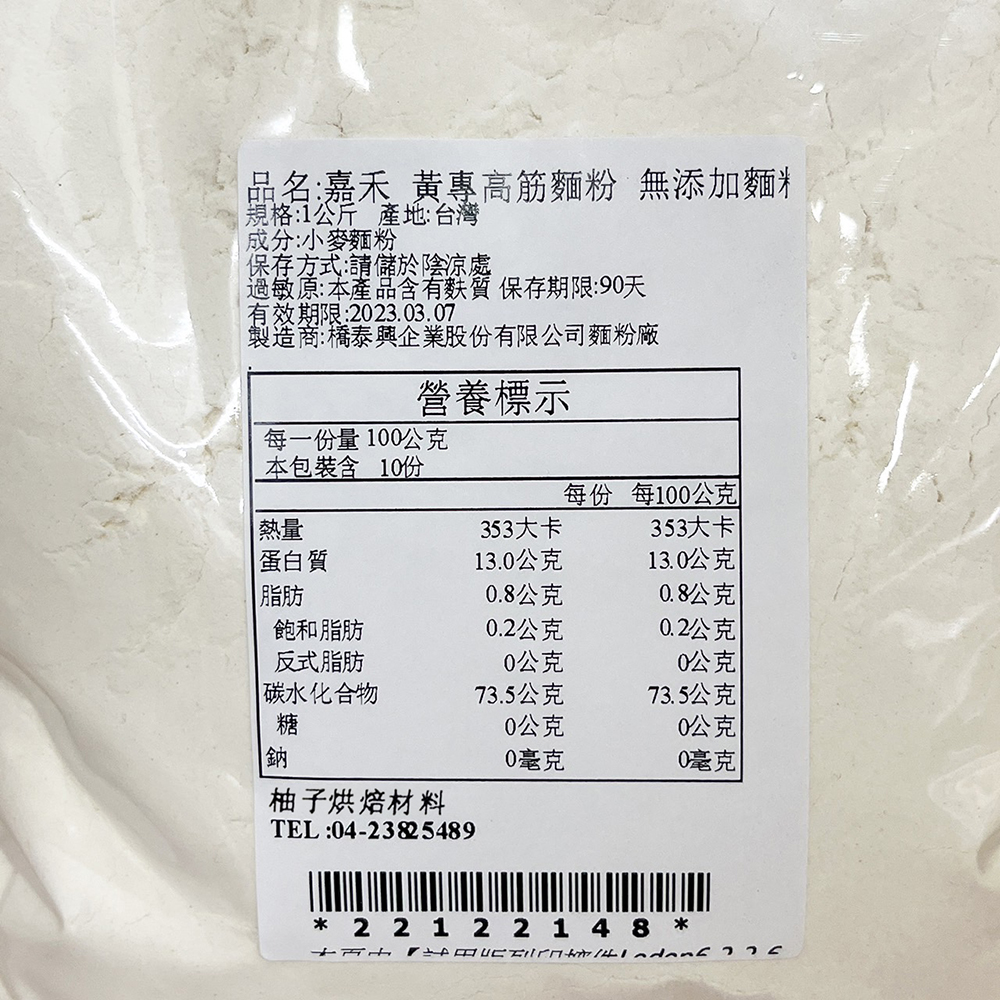 品名:嘉禾 黃專高筋麵粉 無添加麵
規格:1公斤 產地:台灣
成分:小麥麵粉
保存方式:請儲於陰涼處
過敏原:本產品含有麩質 保存期限:90天
有效期限:2023.03.07
製造商:橋泰興企業股份有限公司麵粉廠
營養標示
每一份量 100公克
本包裝含 10份
每份 每100公克
熱量 353大卡 353大卡
蛋白質 13.0公克 13.0公克
脂肪 0.8公克 0.8公克
飽和脂肪 0.2公克 0.2公克
反式脂肪 0公克 0公克
碳水化合物 73.5公克 73.5公克
糖 0公克 0公克
鈉 0毫克 0毫克
柚子烘焙材料
TEL:04-23825489
*22122148*